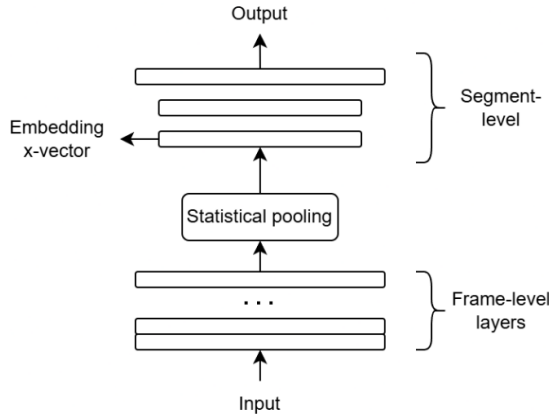 Output
Segment-
level
Embedding
x-vector
Statistical pooling
. . .
Frame-level
layers
Input